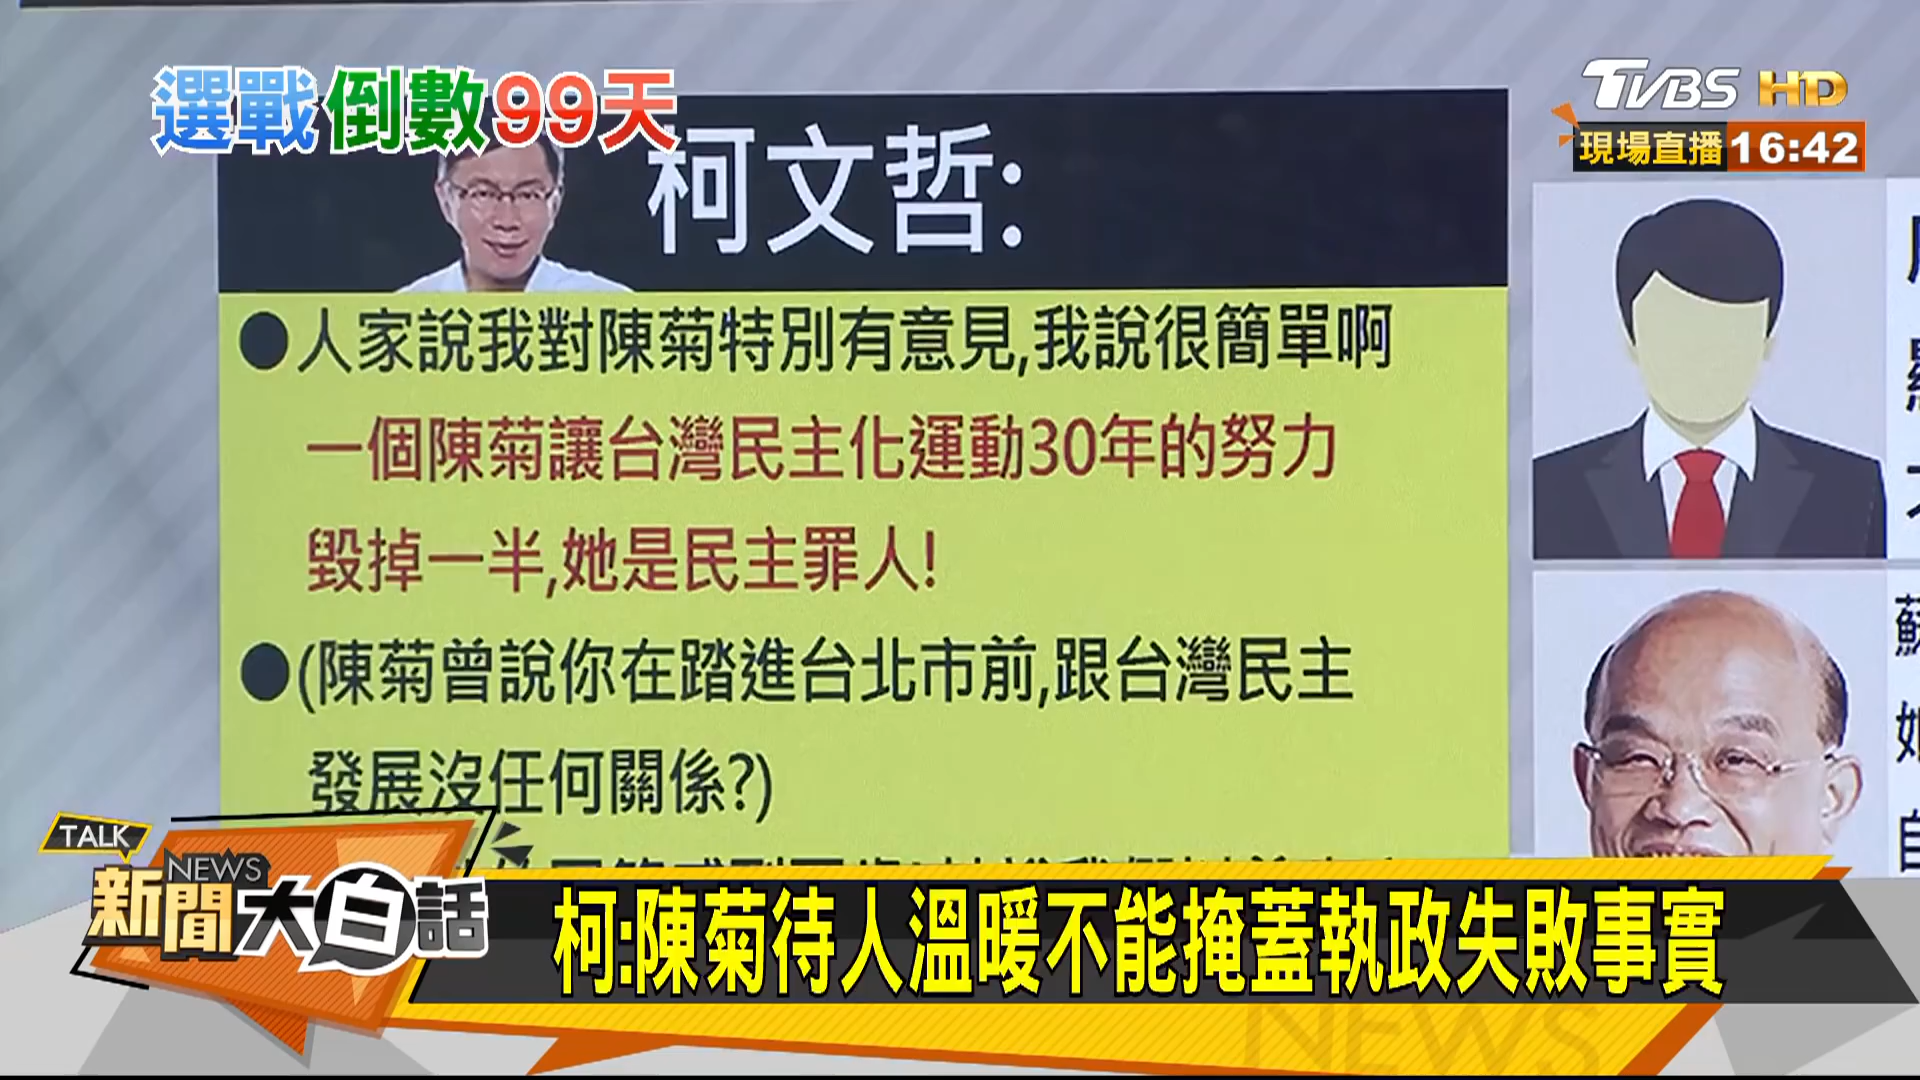 選戰倒數99天
TVBS HD
現場直播 16:42
柯文哲:
●人家說我對陳菊特別有意見,我說很簡單啊
一個陳菊讓台灣民主化運動30年的努力
毀掉一半,她是民主罪人!
●(陳菊曾說你在踏進台北市前,跟台灣民主
發展沒任何關係?)
蘇
自
TALK
NEWS
新聞大白話
柯:陳菊待人溫暖不能掩蓋執政失敗事實
NEWS